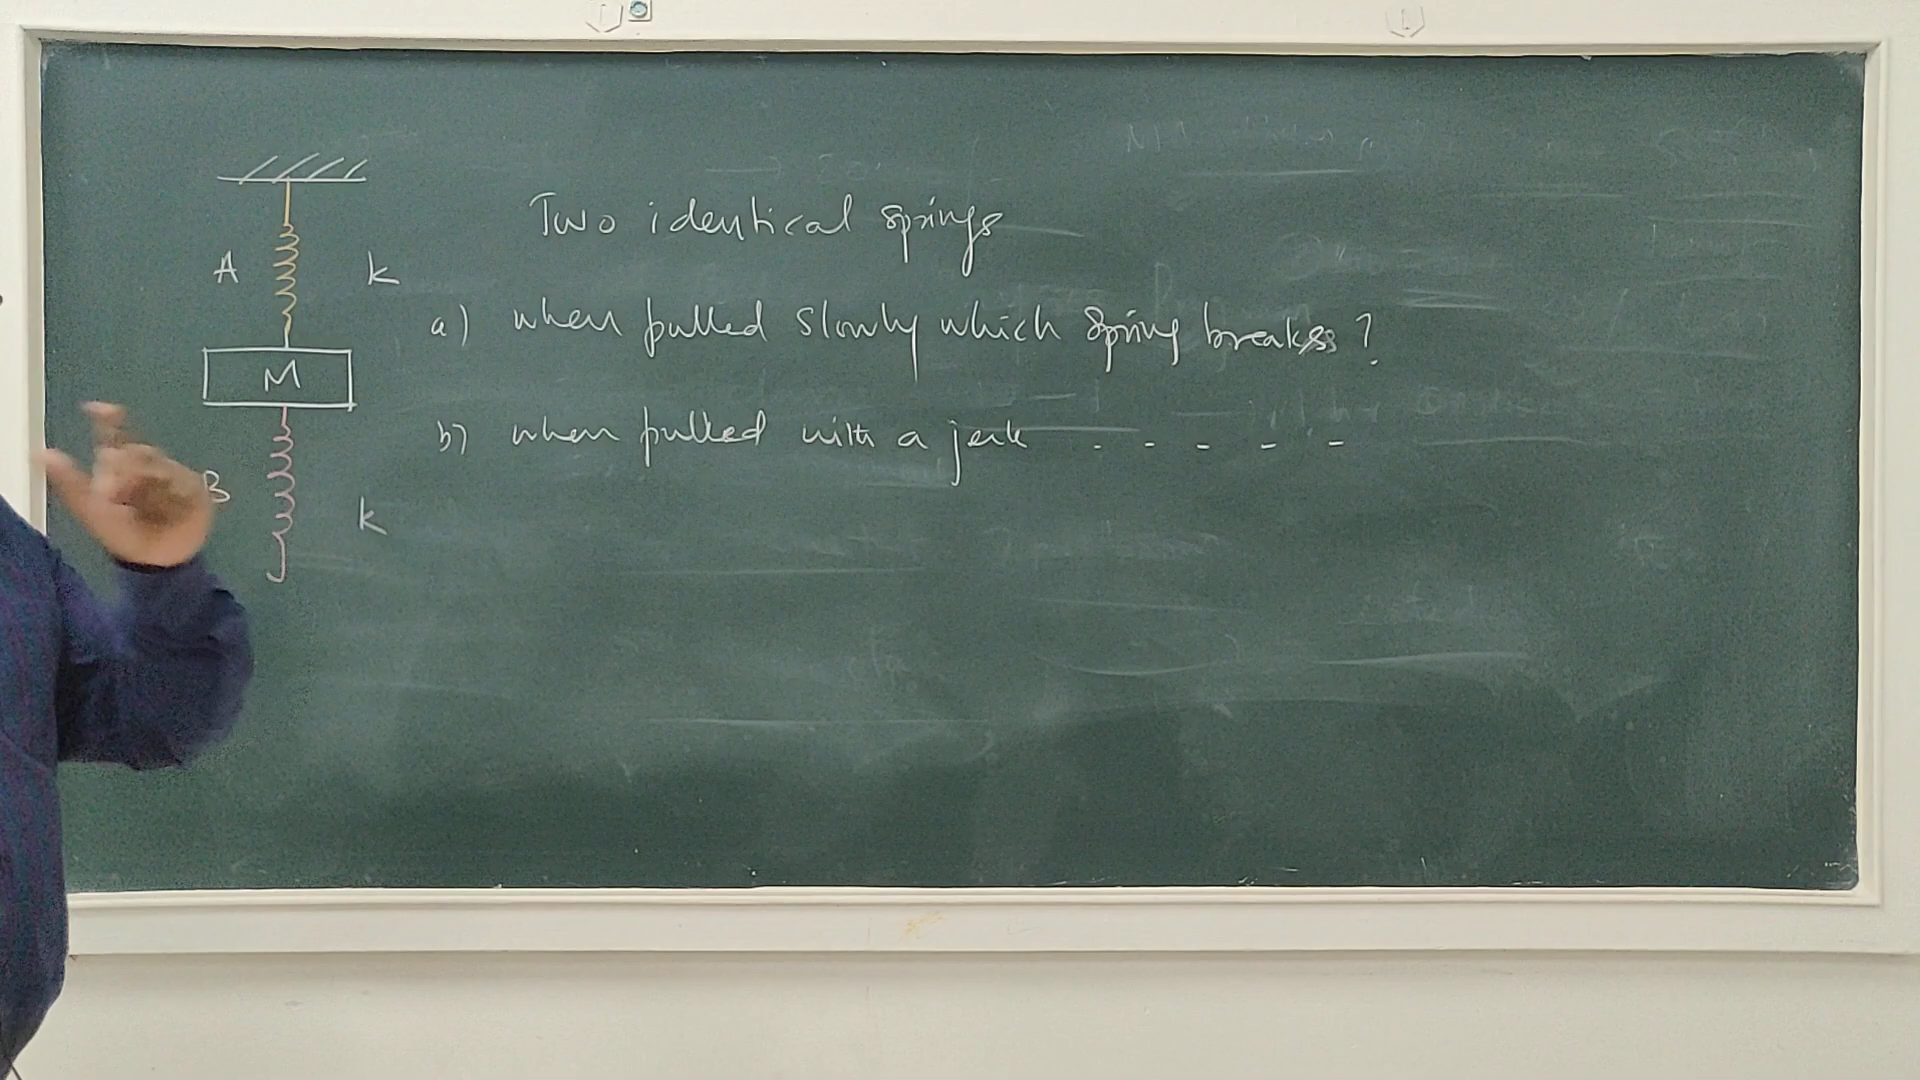 Two identical springs
A
k
a) when pulled slowly which spring breaks?
M
b) when pulled with a jerk - - - - -
B
k